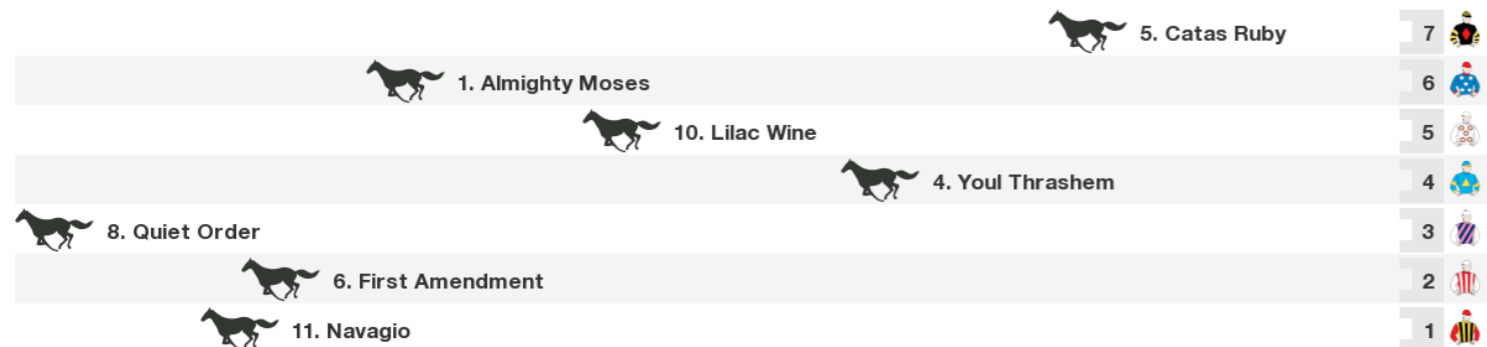 5. Catas Ruby 7
1. Almighty Moses 6
10. Lilac Wine 5
4. Youl Thrashem 4
8. Quiet Order 3
6. First Amendment 2
11. Navagio 1